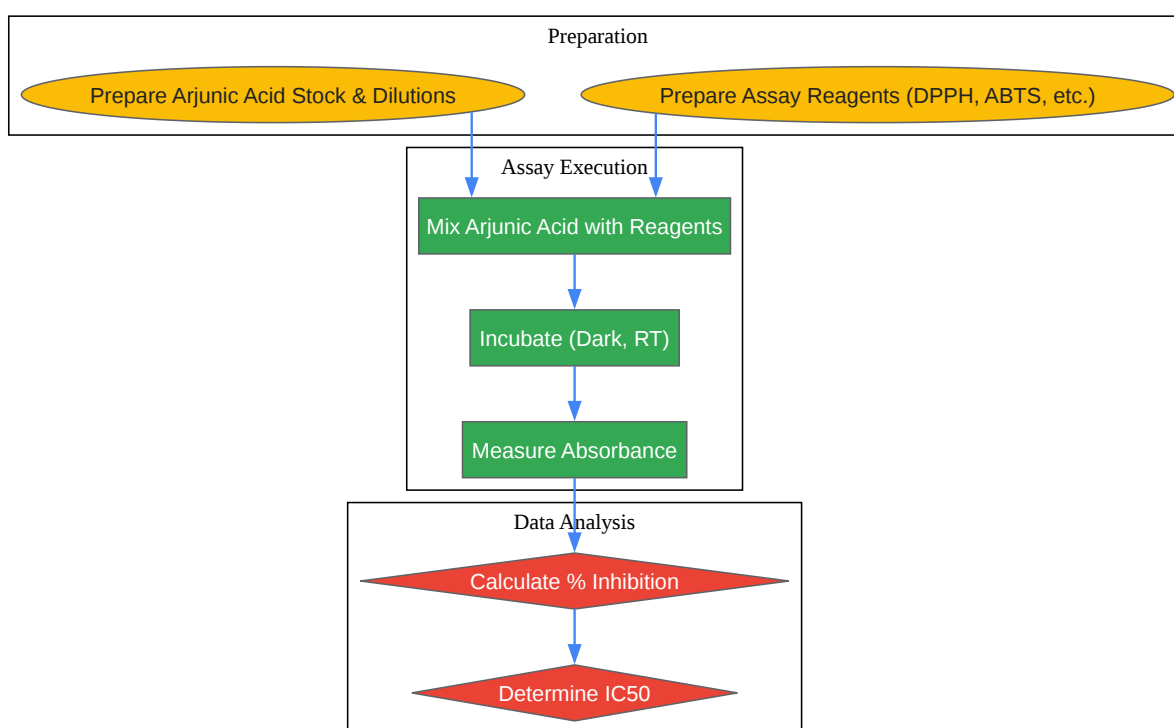 Preparation
Prepare Arjunic Acid Stock & Dilutions
Prepare Assay Reagents (DPPH, ABTS, etc.)
Assay Execution
Mix Arjunic Acid with Reagents
Incubate (Dark, RT)
Measure Absorbance
Data Analysis
Calculate % Inhibition
Determine IC50